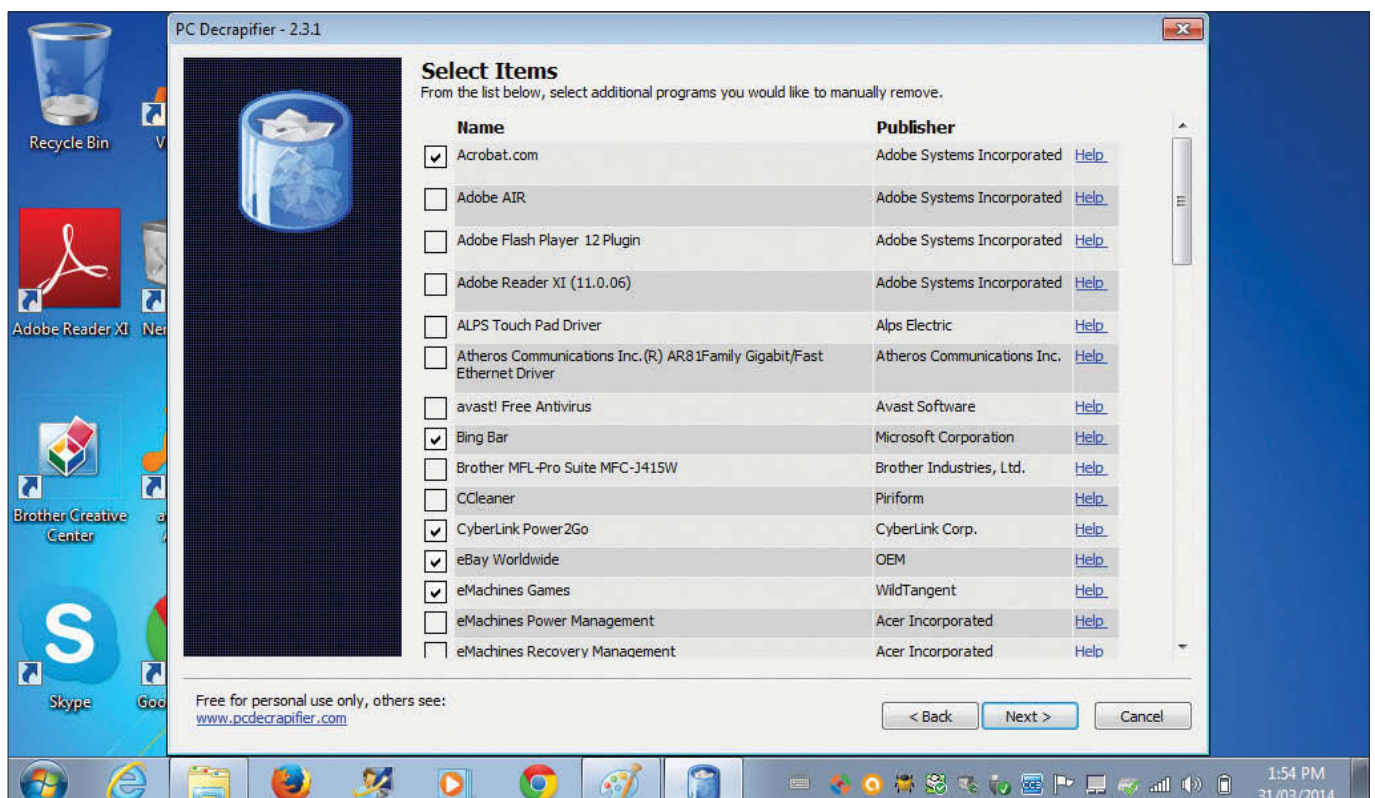 PC Decrapifier - 2.3.1
Select Items
From the list below, select additional programs you would like to manually remove.
Name Publisher
Acrobat.com Adobe Systems Incorporated Help
Adobe AIR Adobe Systems Incorporated Help
Adobe Flash Player 12 Plugin Adobe Systems Incorporated Help
Adobe Reader XI (11.0.06) Adobe Systems Incorporated Help
ALPS Touch Pad Driver Alps Electric Help
Atheros Communications Inc.(R) AR81Family Gigabit/Fast Atheros Communications Inc. Help
Ethernet Driver
avast! Free Antivirus Avast Software Help
Bing Bar Microsoft Corporation Help
Brother MFL-Pro Suite MFC-J415W Brother Industries, Ltd. Help
CCleaner Piriform Help
CyberLink Power2Go CyberLink Corp. Help
eBay Worldwide OEM Help
eMachines Games WildTangent Help
eMachines Power Management Acer Incorporated Help
eMachines Recovery Management Acer Incorporated Help
Free for personal use only, others see:
www.pcdecrapifier.com
< Back Next > Cancel
Recycle Bin V
Adobe Reader XI Ner
Brother Creative a
Center
S
Skype Goo
1:54 PM
31/03/2014